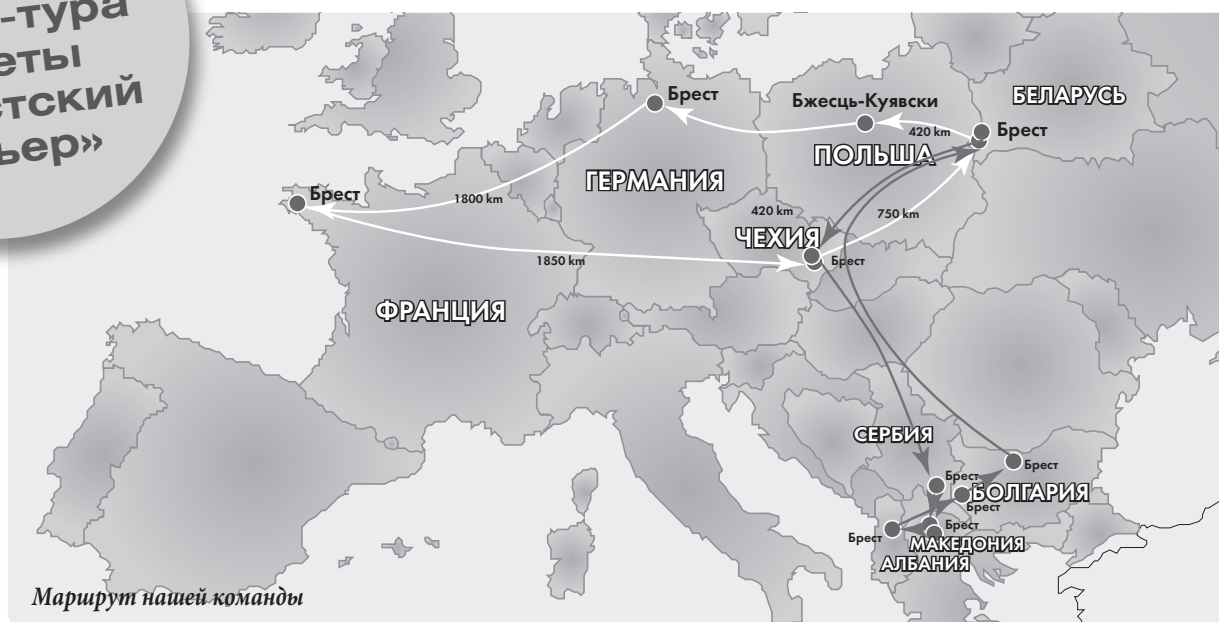 -тура
еты
тский
ьер»
БЕЛАРУСЬ
Брест
Бжесць-Куявски
420 km
Брест
ПОЛЬША
ГЕРМАНИЯ
Брест
1800 km
420 km
750 km
ЧЕХИЯ
Брест
1850 km
ФРАНЦИЯ
СЕРБИЯ
Брест
Брест
БОЛГАРИЯ
Брест
Брест
Брест
МАКЕДОНИЯ
АЛБАНИЯ
Маршрут нашей команды